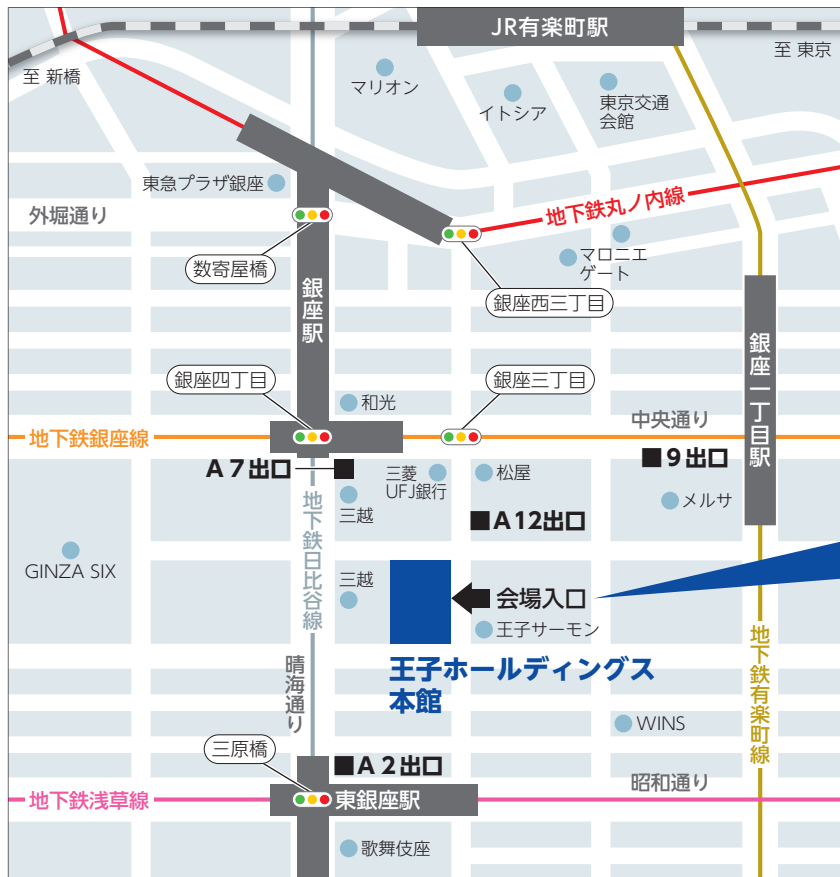 JR有楽町駅
至 新橋
至 東京
マリオン
イトシア
東京交通
会館
東急プラザ銀座
外堀通り
地下鉄丸ノ内線
数寄屋橋
マロニエ
ゲート
銀座駅
銀座西三丁目
銀座一丁目駅
銀座四丁目
銀座三丁目
和光
中央通り
地下鉄銀座線
A7出口
三菱
UFJ銀行
松屋
■9出口
三越
メルサ
■A12出口
地下鉄日比谷線
GINZA SIX
三越
会場入口
王子サーモン
王子ホールディングス
本館
地下鉄有楽町線
晴海通り
WINS
三原橋
■A2出口
昭和通り
地下鉄浅草線
東銀座駅
歌舞伎座